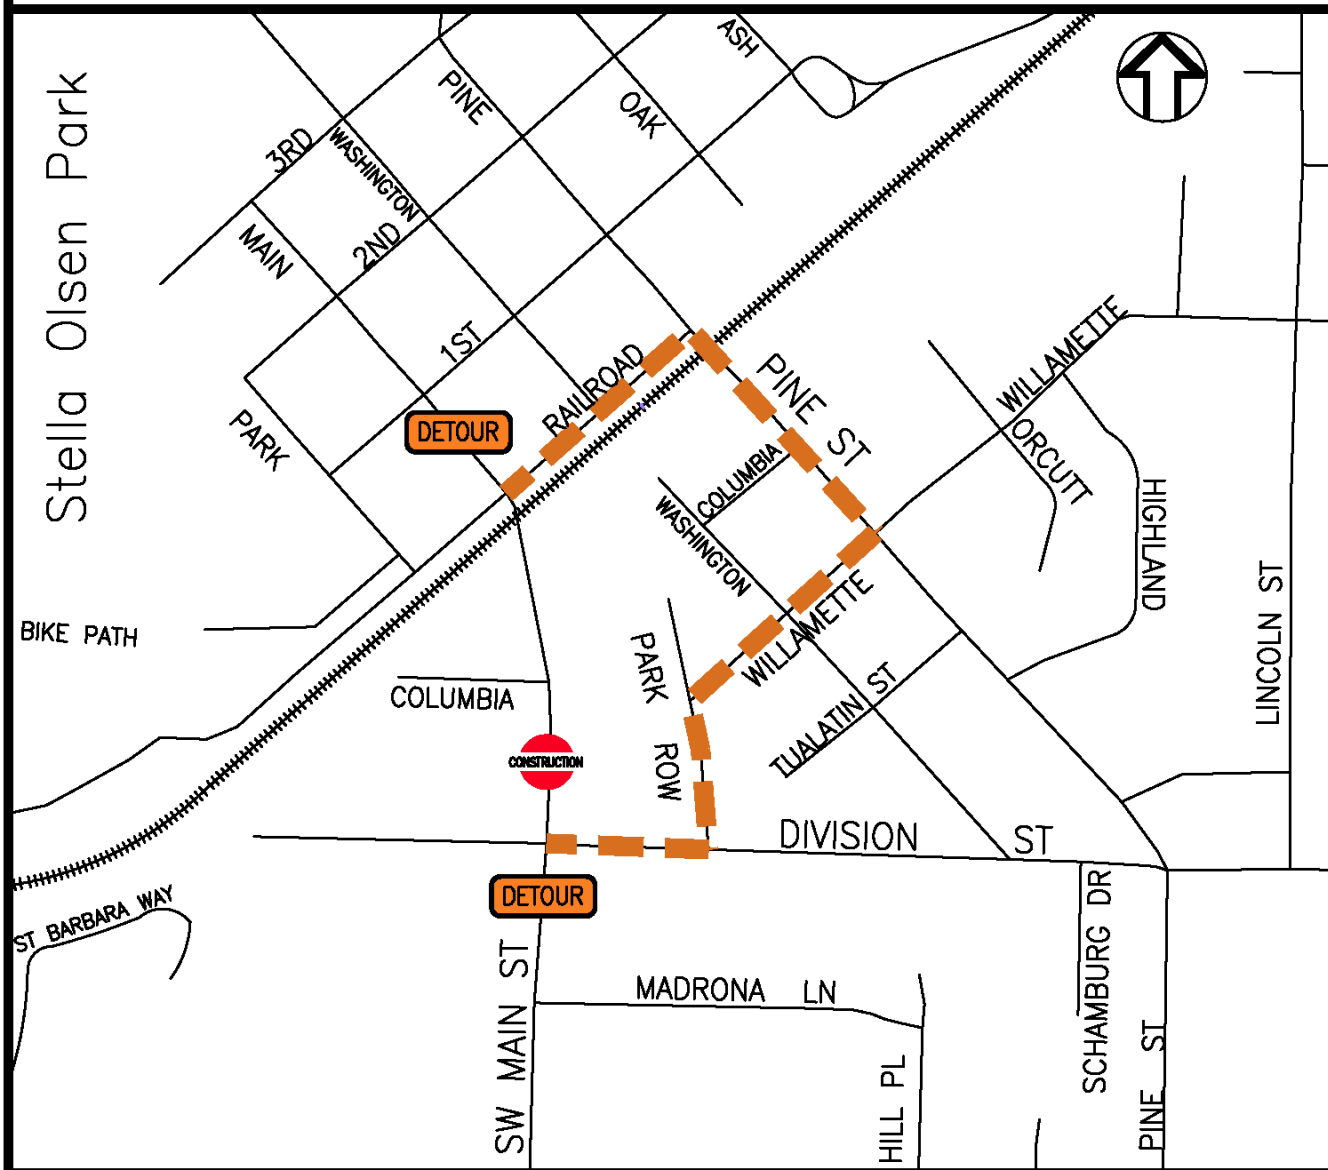 Stella Olsen Park
ASH
PINE
OAK
3RD
WASHINGTON
MAIN
2ND
1ST
RAILROAD
PARK
DETOUR
PINE ST
WILLAMETTE
ORCUTT
COLUMBIA
WASHINGTON
HIGHLAND
LINCOLN ST
BIKE PATH
PARK ROW
WILLAMETTE
COLUMBIA
TUALATIN ST
CONSTRUCTION
DIVISION ST
DETOUR
ST BARBARA WAY
SW MAIN ST
MADRONA LN
HILL PL
SCHAMBURG DR
PINE ST